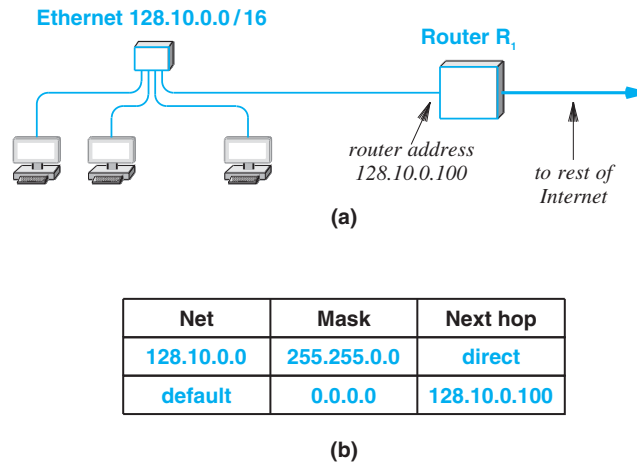 Ethernet 128.10.0.0 / 16
Router R1
router address
128.10.0.100
to rest of
Internet
(a)
Net Mask Next hop
128.10.0.0 255.255.0.0 direct
default 0.0.0.0 128.10.0.100
(b)